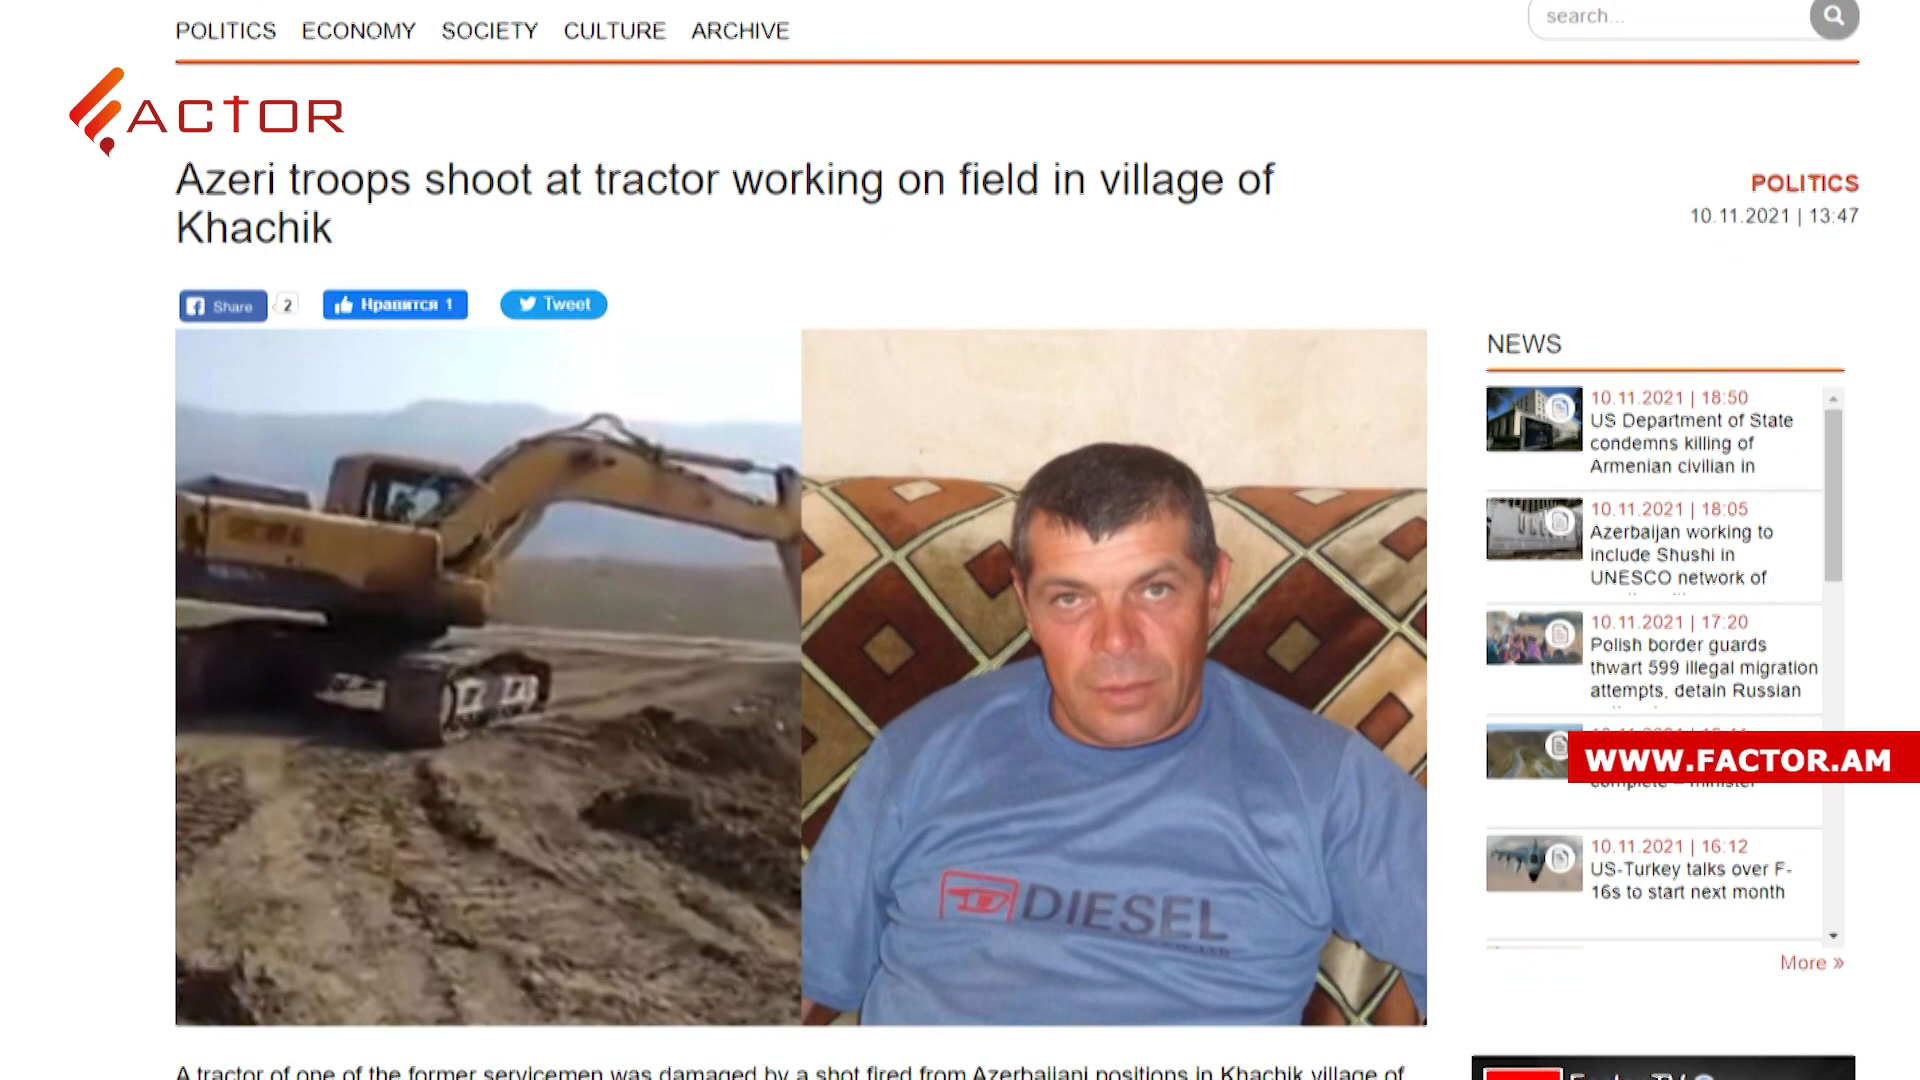 POLITICS ECONOMY SOCIETY CULTURE ARCHIVE
search...
ACTOR
Azeri troops shoot at tractor working on field in village of
Khachik
POLITICS
10.11.2021 | 13:47
Share 2 Нравится 1 Tweet
NEWS
10.11.2021 | 18:50
US Department of State
condemns killing of
Armenian civilian in
10.11.2021 | 18:05
Azerbaijan working to
include Shushi in
UNESCO network of
10.11.2021 | 17:20
Polish border guards
thwart 599 illegal migration
attempts, detain Russian
WWW.FACTOR.AM
complete – minister
10.11.2021 | 16:12
US-Turkey talks over F-
16s to start next month
More »
DIESEL
A tractor of one of the former servicemen was damaged by a shot fired from Azerbaijani positions in Khachik village of